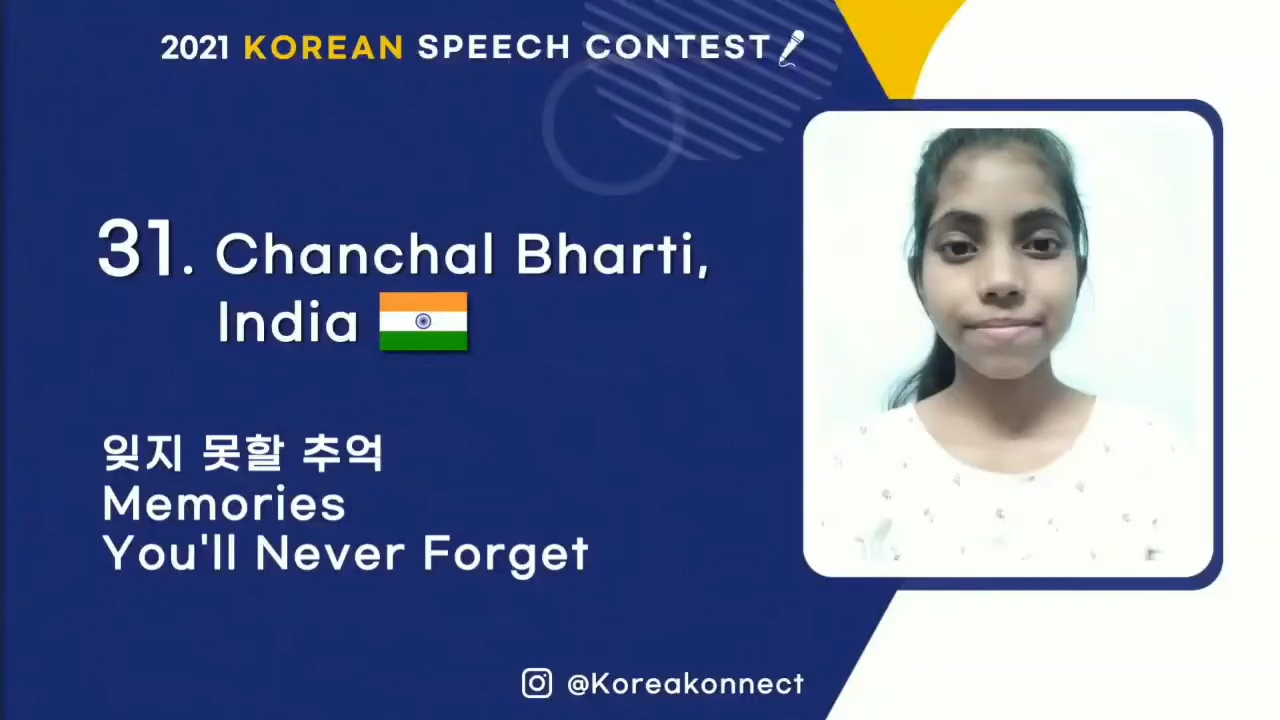 2021 KOREAN SPEECH CONTEST
31. Chanchal Bharti,
India
잊지 못할 추억
Memories
You'll Never Forget
@Koreakonnect